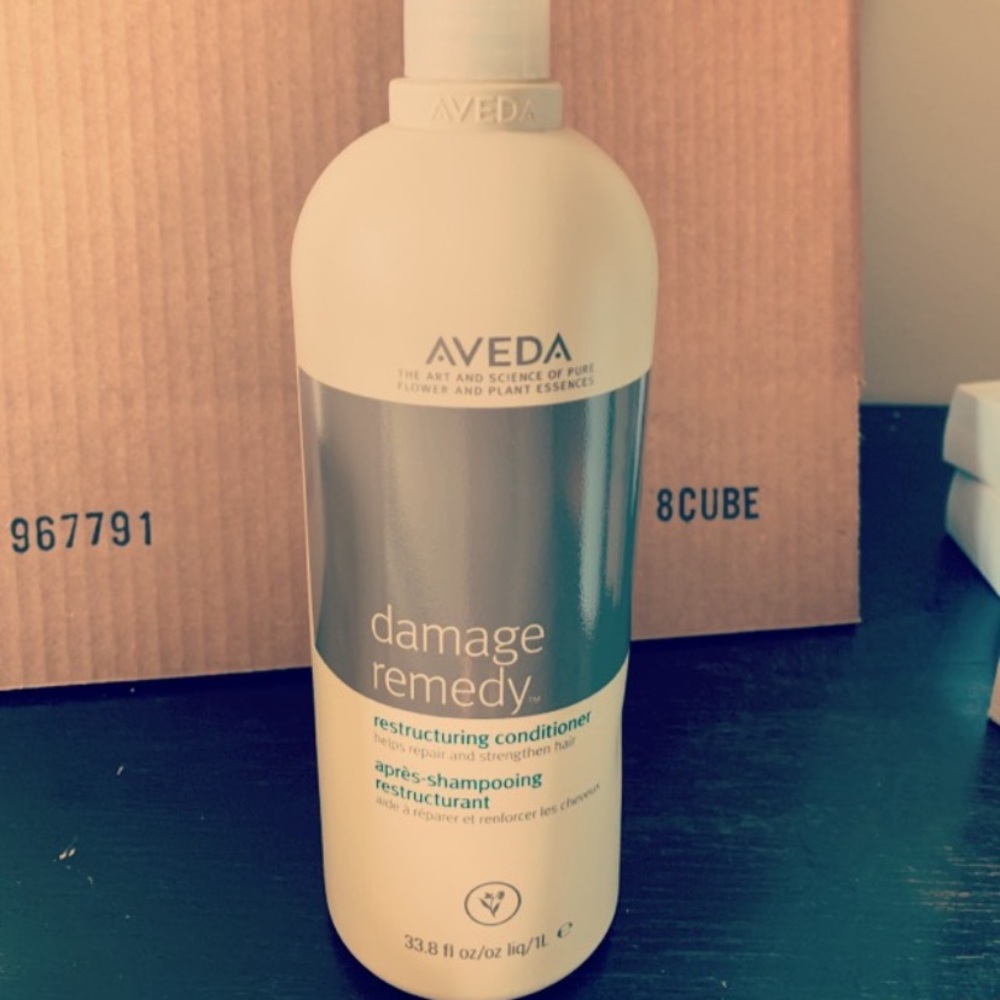 AVEDA
AVEDA
THE ART AND SCIENCE OF PURE
FLOWER AND PLANT ESSENCES
967791
8CUBE
damage
remedy™
restructuring conditioner
helps repair and strengthen hair
après-shampooing
restructurant
aide à réparer et renforcer les cheveux
33.8 fl oz/oz liq/1L ℮